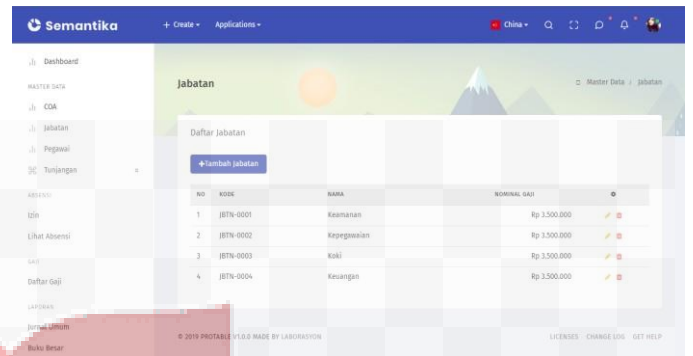 Semantika
+ Create
Applications
China
Dashboard
MASTER DATA
COA
Jabatan
Pegawai
Tunjangan
ABSENSI
Izin
Lihat Absensi
GAJI
Daftar Gaji
LAPORAN
Jurnal Umum
Buku Besar
Jabatan
Master Data / Jabatan
Daftar Jabatan
+Tambah Jabatan
NO KODE NAMA NOMINAL GAJI
1 JBTN-0001 Keamanan Rp 3.500.000
2 JBTN-0002 Kepegawaian Rp 3.500.000
3 JBTN-0003 Koki Rp 3.500.000
4 JBTN-0004 Keuangan Rp 3.500.000
© 2019 PROTABLE V1.0.0 MADE BY LABORASYON
LICENSES CHANGE LOG GET HELP